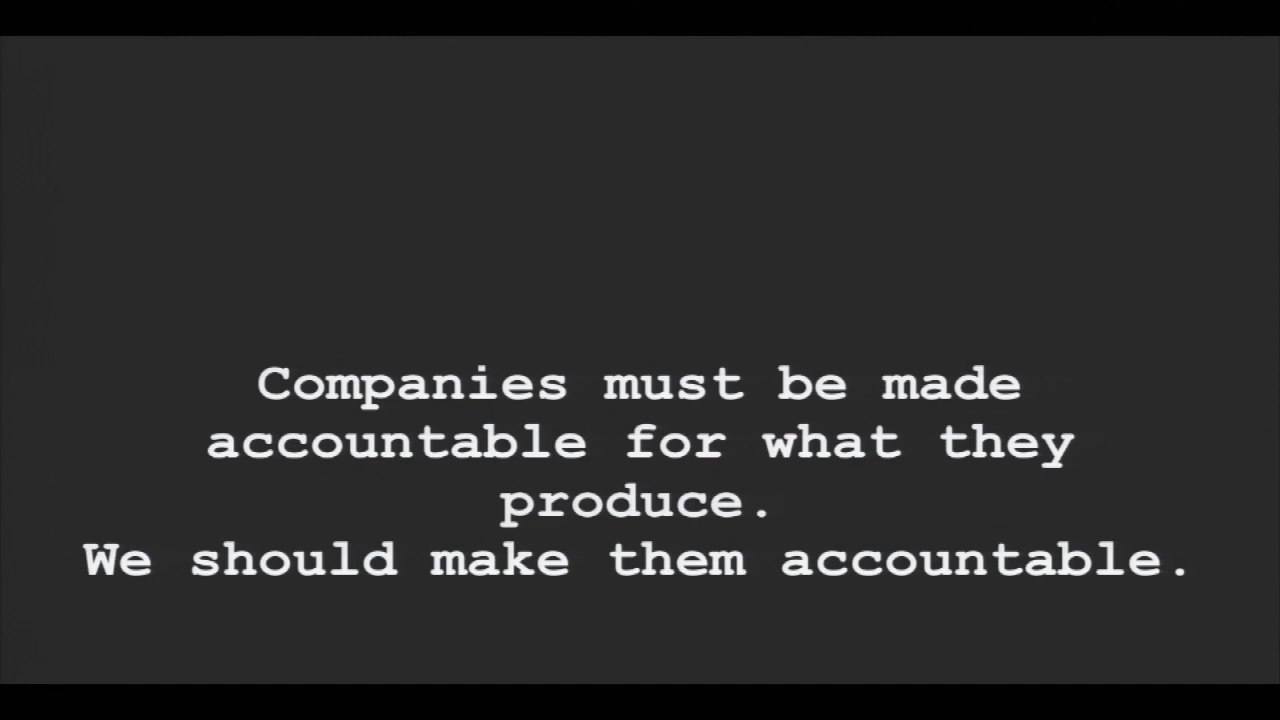 Companies must be made
accountable for what they
produce.
We should make them accountable.